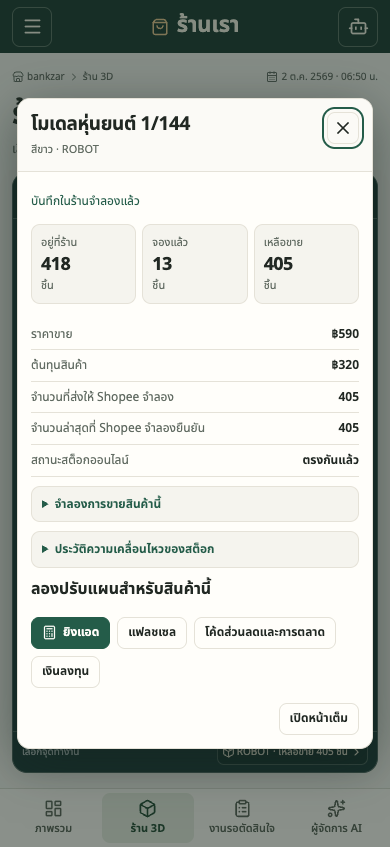 ร้านเรา
bankzar > ร้าน 3D
2 ต.ค. 2569 · 06:50 น.
โมเดลหุ่นยนต์ 1/144
สีขาว · ROBOT
บันทึกในร้านจำลองแล้ว
อยู่ที่ร้าน
418
ชิ้น
จองแล้ว
13
ชิ้น
เหลือขาย
405
ชิ้น
ราคาขาย ฿590
ต้นทุนสินค้า ฿320
จำนวนที่ส่งให้ Shopee จำลอง 405
จำนวนล่าสุดที่ Shopee จำลองยืนยัน 405
สถานะสต็อกออนไลน์ ตรงกันแล้ว
จำลองการขายสินค้านี้
ประวัติความเคลื่อนไหวของสต็อก
ลองปรับแผนสำหรับสินค้านี้
ยิงแอด
แฟลชเซล
โค้ดส่วนลดและการตลาด
เงินลงทุน
เปิดหน้าเต็ม
เลือกจุดทำงาน
ROBOT · เหลือขาย 405 ชิ้น
ภาพรวม
ร้าน 3D
งานรอตัดสินใจ
ผู้จัดการ AI